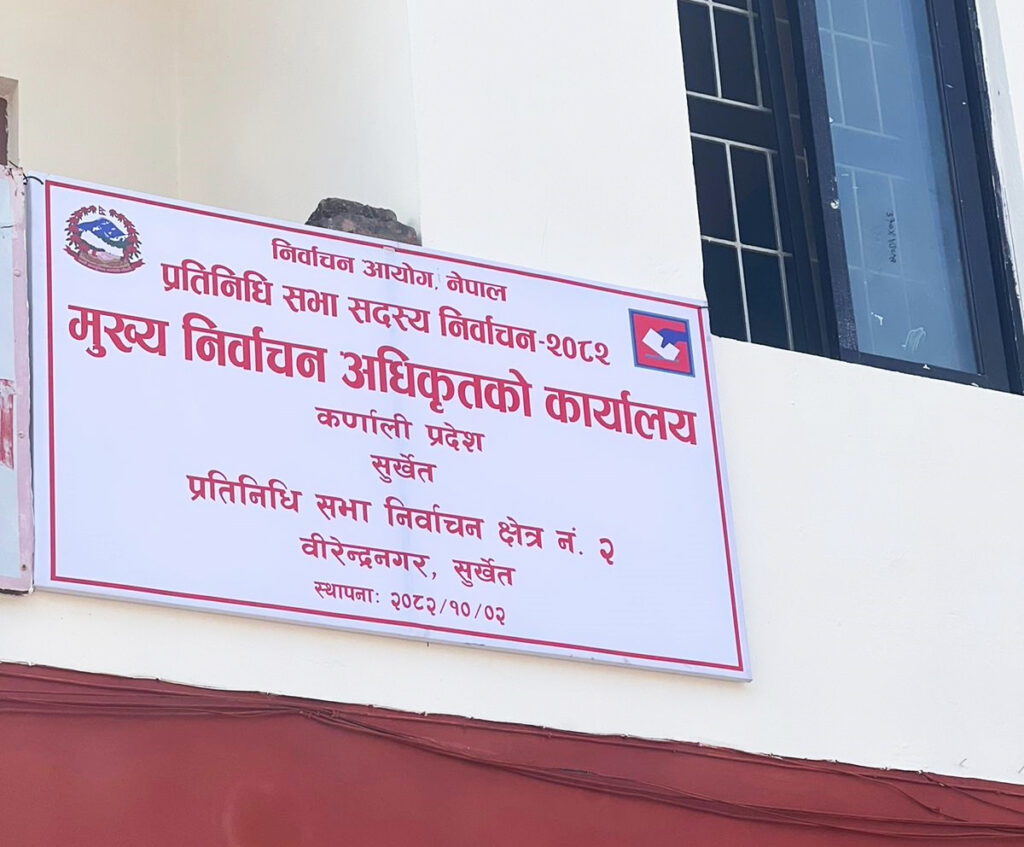 निर्वाचन आयोग, नेपाल
प्रतिनिधि सभा सदस्य निर्वाचन-२०८२
मुख्य निर्वाचन अधिकृतको कार्यालय
कर्णाली प्रदेश
सुर्खेत
प्रतिनिधि सभा निर्वाचन क्षेत्र नं. २
वीरेन्द्रनगर, सुर्खेत
स्थापनाः २०८२/१०/०२